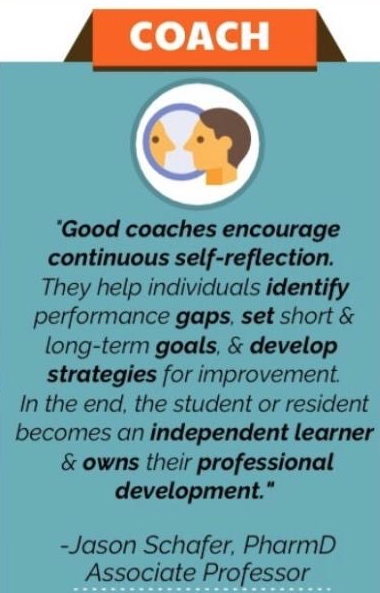 COACH
"Good coaches encourage
continuous self-reflection.
They help individuals identify
performance gaps, set short &
long-term goals, & develop
strategies for improvement.
In the end, the student or resident
becomes an independent learner
& owns their professional
development."
-Jason Schafer, PharmD
Associate Professor